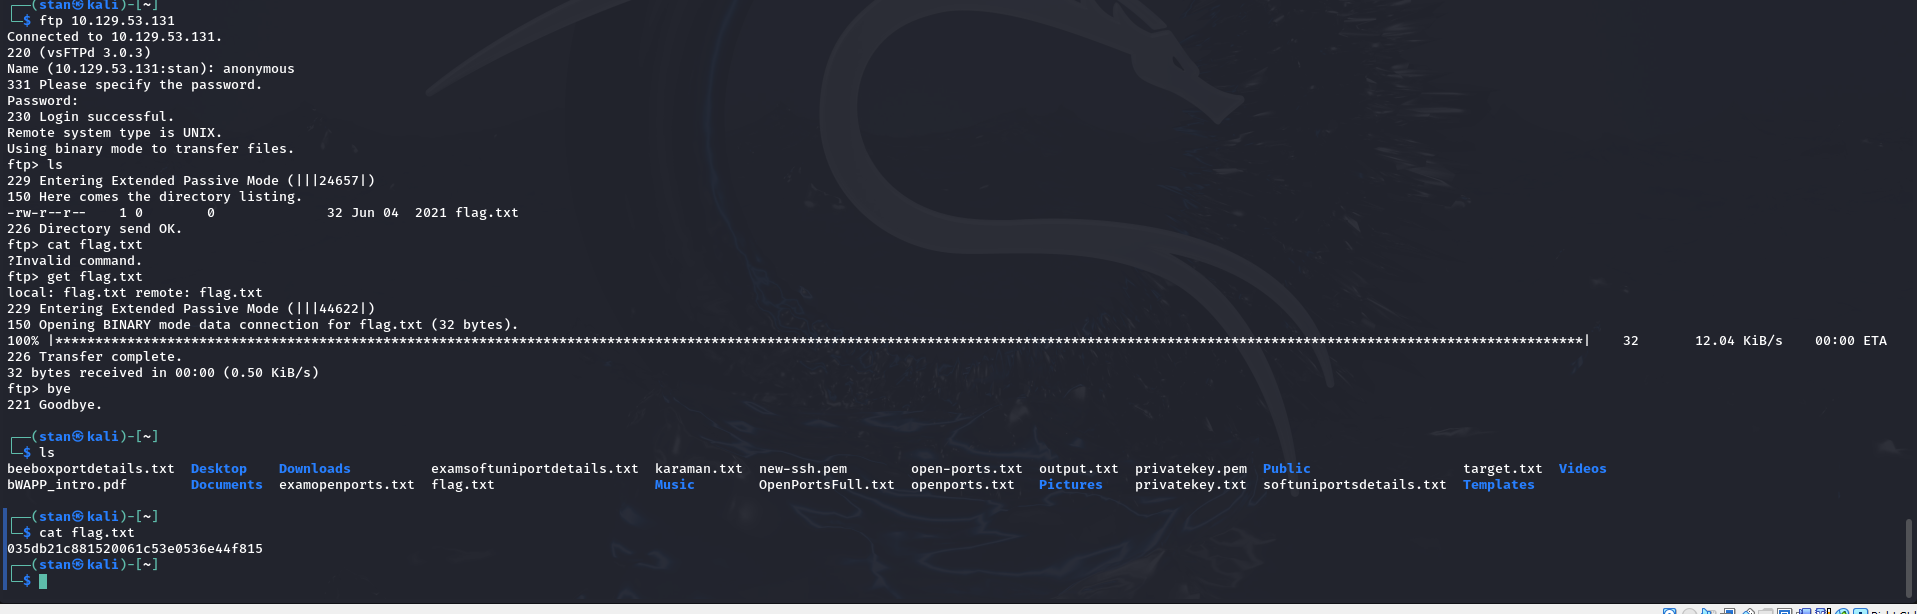 ┌──(stan㉿kali)-[~]
└─$ ftp 10.129.53.131
Connected to 10.129.53.131.
220 (vsFTPd 3.0.3)
Name (10.129.53.131:stan): anonymous
331 Please specify the password.
Password:
230 Login successful.
Remote system type is UNIX.
Using binary mode to transfer files.
ftp> ls
229 Entering Extended Passive Mode (|||24657|)
150 Here comes the directory listing.
-rw-r--r--    1 0        0              32 Jun 04  2021 flag.txt
226 Directory send OK.
ftp> cat flag.txt
?Invalid command.
ftp> get flag.txt
local: flag.txt remote: flag.txt
229 Entering Extended Passive Mode (|||44622|)
150 Opening BINARY mode data connection for flag.txt (32 bytes).
100% |***********************************************************************************************************************************************************************************************|    32       12.04 KiB/s    00:00 ETA
226 Transfer complete.
32 bytes received in 00:00 (0.50 KiB/s)
ftp> bye
221 Goodbye.
┌──(stan㉿kali)-[~]
└─$ ls
beeboxportdetails.txt  Desktop    Downloads          examsoftuniportdetails.txt  karaman.txt  new-ssh.pem        open-ports.txt  output.txt  privatekey.pem  Public                   target.txt  Videos
bWAPP_intro.pdf        Documents  examopenports.txt  flag.txt                    Music        OpenPortsFull.txt  openports.txt   Pictures    privatekey.txt  softuniportsdetails.txt  Templates
┌──(stan㉿kali)-[~]
└─$ cat flag.txt
035db21c881520061c53e0536e44f815
┌──(stan㉿kali)-[~]
└─$